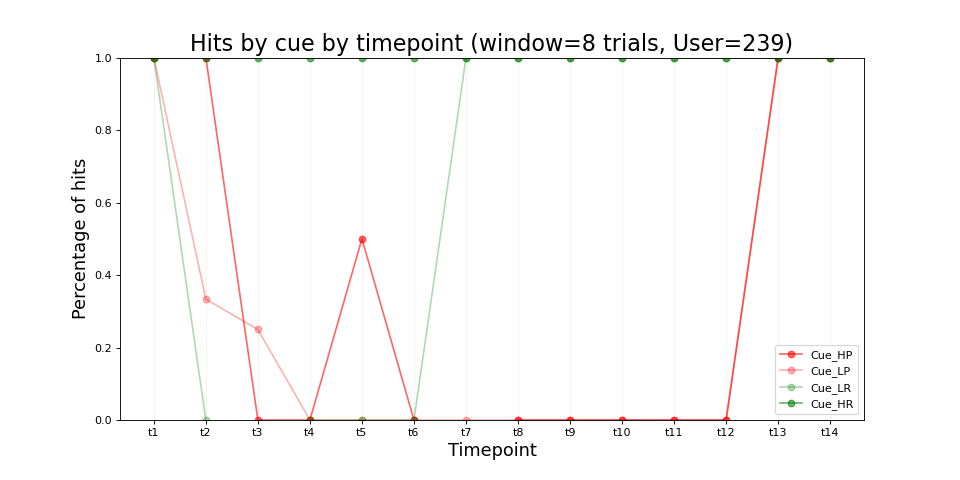 Hits by cue by timepoint (window=8 trials, User=239)
Percentage of hits
1.0
0.8
0.6
0.4
0.2
0.0
Cue_HP
Cue_LP
Cue_LR
Cue_HR
t1 t2 t3 t4 t5 t6 t7 t8 t9 t10 t11 t12 t13 t14
Timepoint